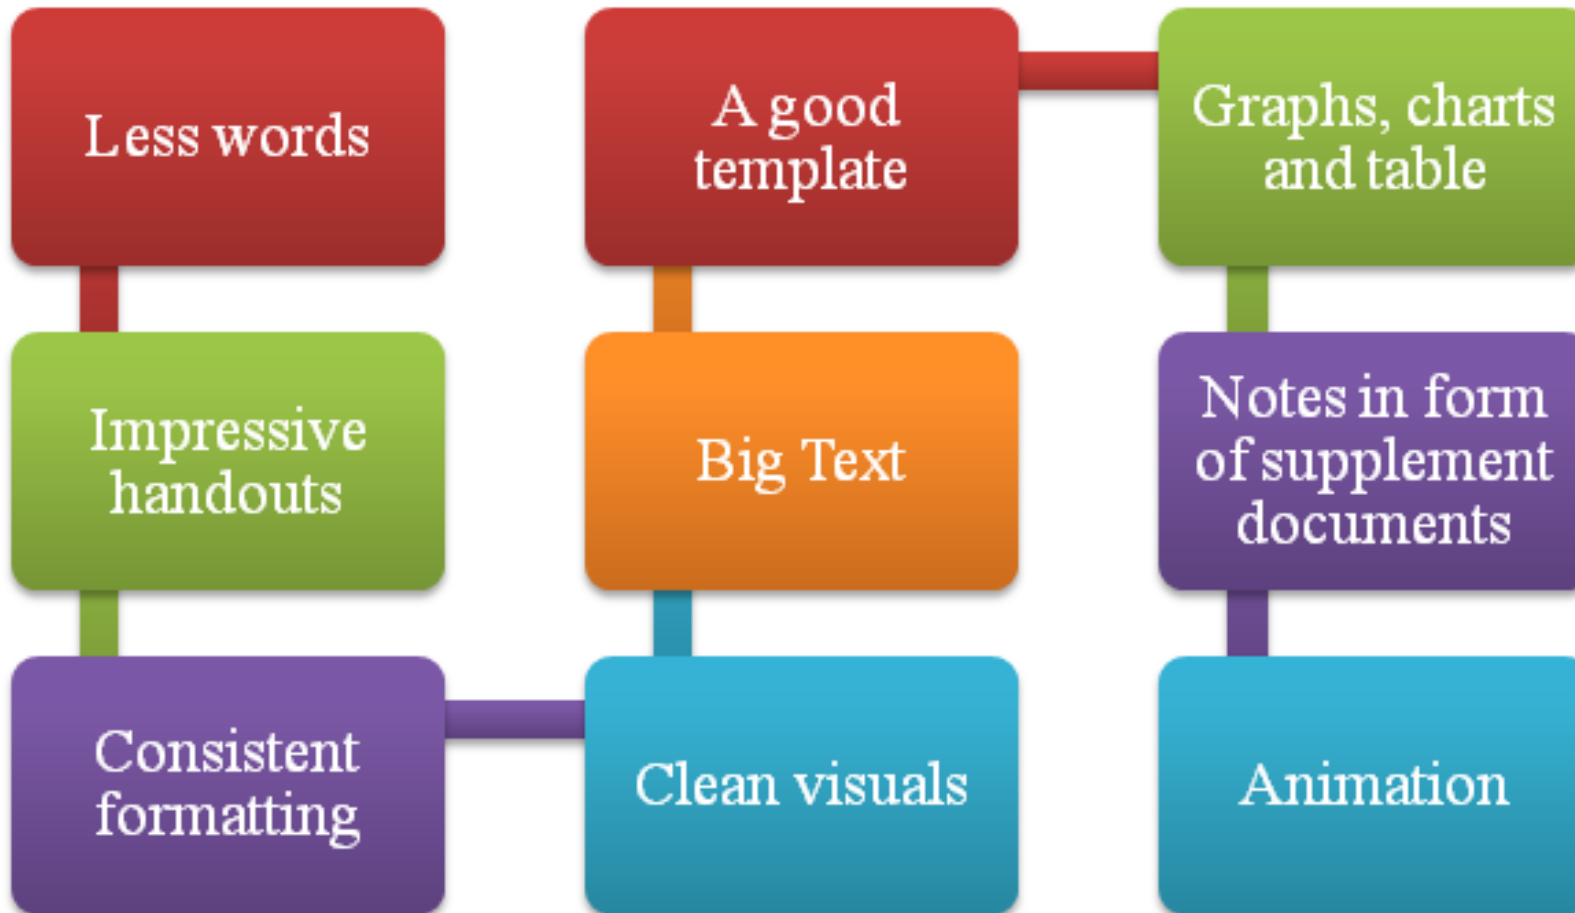 Less words
Impressive
handouts
Consistent
formatting
Clean visuals
Big Text
A good
template
Graphs, charts
and table
Notes in form
of supplement
documents
Animation